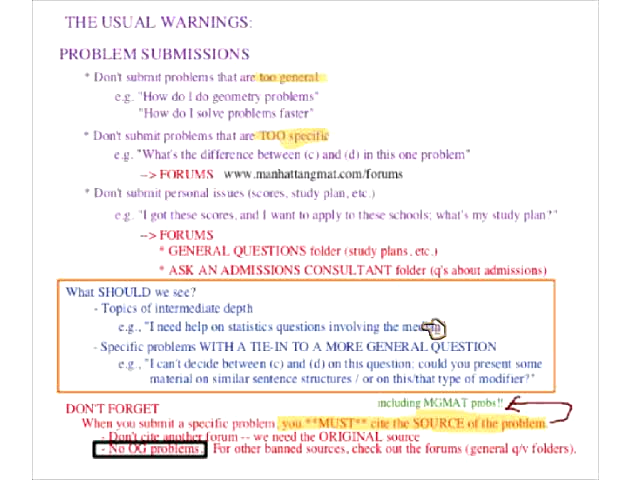 THE USUAL WARNINGS:
PROBLEM SUBMISSIONS
* Don't submit problems that are too general
e.g. "How do I do geometry problems"
"How do I solve problems faster"
* Don't submit problems that are TOO specific
e.g. "What's the difference between (c) and (d) in this one problem"
--> FORUMS www.manhattangmat.com/forums
* Don't submit personal issues (scores, study plan, etc.)
e.g. "I got these scores, and I want to apply to these schools; what's my study plan?"
--> FORUMS
* GENERAL QUESTIONS folder (study plans, etc.)
* ASK AN ADMISSIONS CONSULTANT folder (q's about admissions)
What SHOULD we see?
- Topics of intermediate depth
e.g., "I need help on statistics questions involving the
- Specific problems WITH A TIE-IN TO A MORE GENERAL QUESTION
e.g., "I can't decide between (c) and (d) on this question; could you present some
material on similar sentence structures / or on this/that type of modifier?"
including MGMAT probs!!
DON'T FORGET
When you submit a specific problem, you **MUST** cite the SOURCE of the problem.
- Don't cite another forum -- we need the ORIGINAL source
- No OG problems. For other banned sources, check out the forums (general q/v folders).